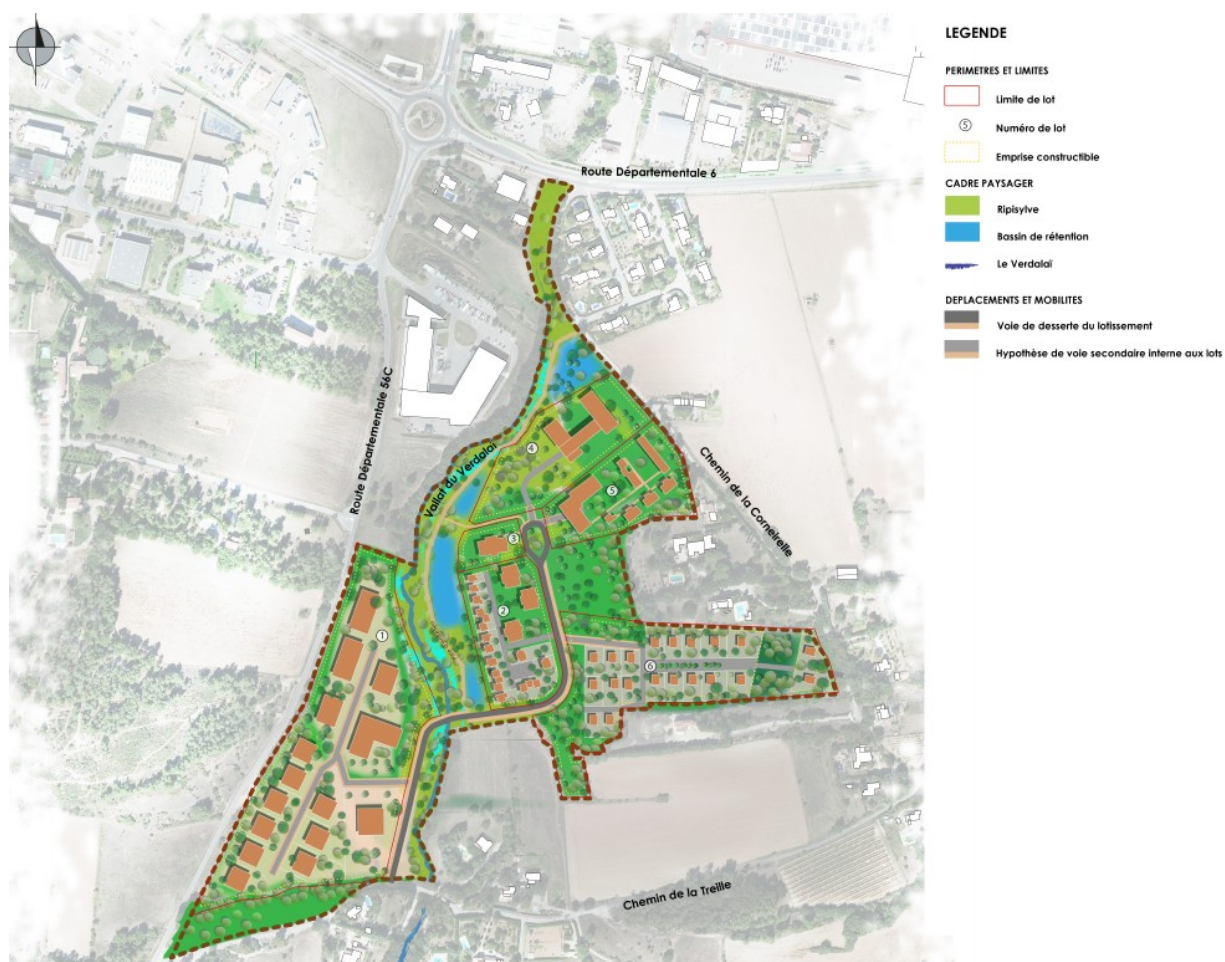 LEGENDE
PERIMETRES ET LIMITES
Limite de lot
5 Numéro de lot
Emprise constructible
CADRE PAYSAGER
Ripisylve
Bassin de rétention
Le Verdalaï
DEPLACEMENTS ET MOBILITES
Voie de desserte du lotissement
Hypothèse de voie secondaire interne aux lots
Route Départementale 6
Route Départementale 56C
Vallat du Verdalaï
Chemin de la Corneirelle
4
5
3
2
1
6
Chemin de la Treille